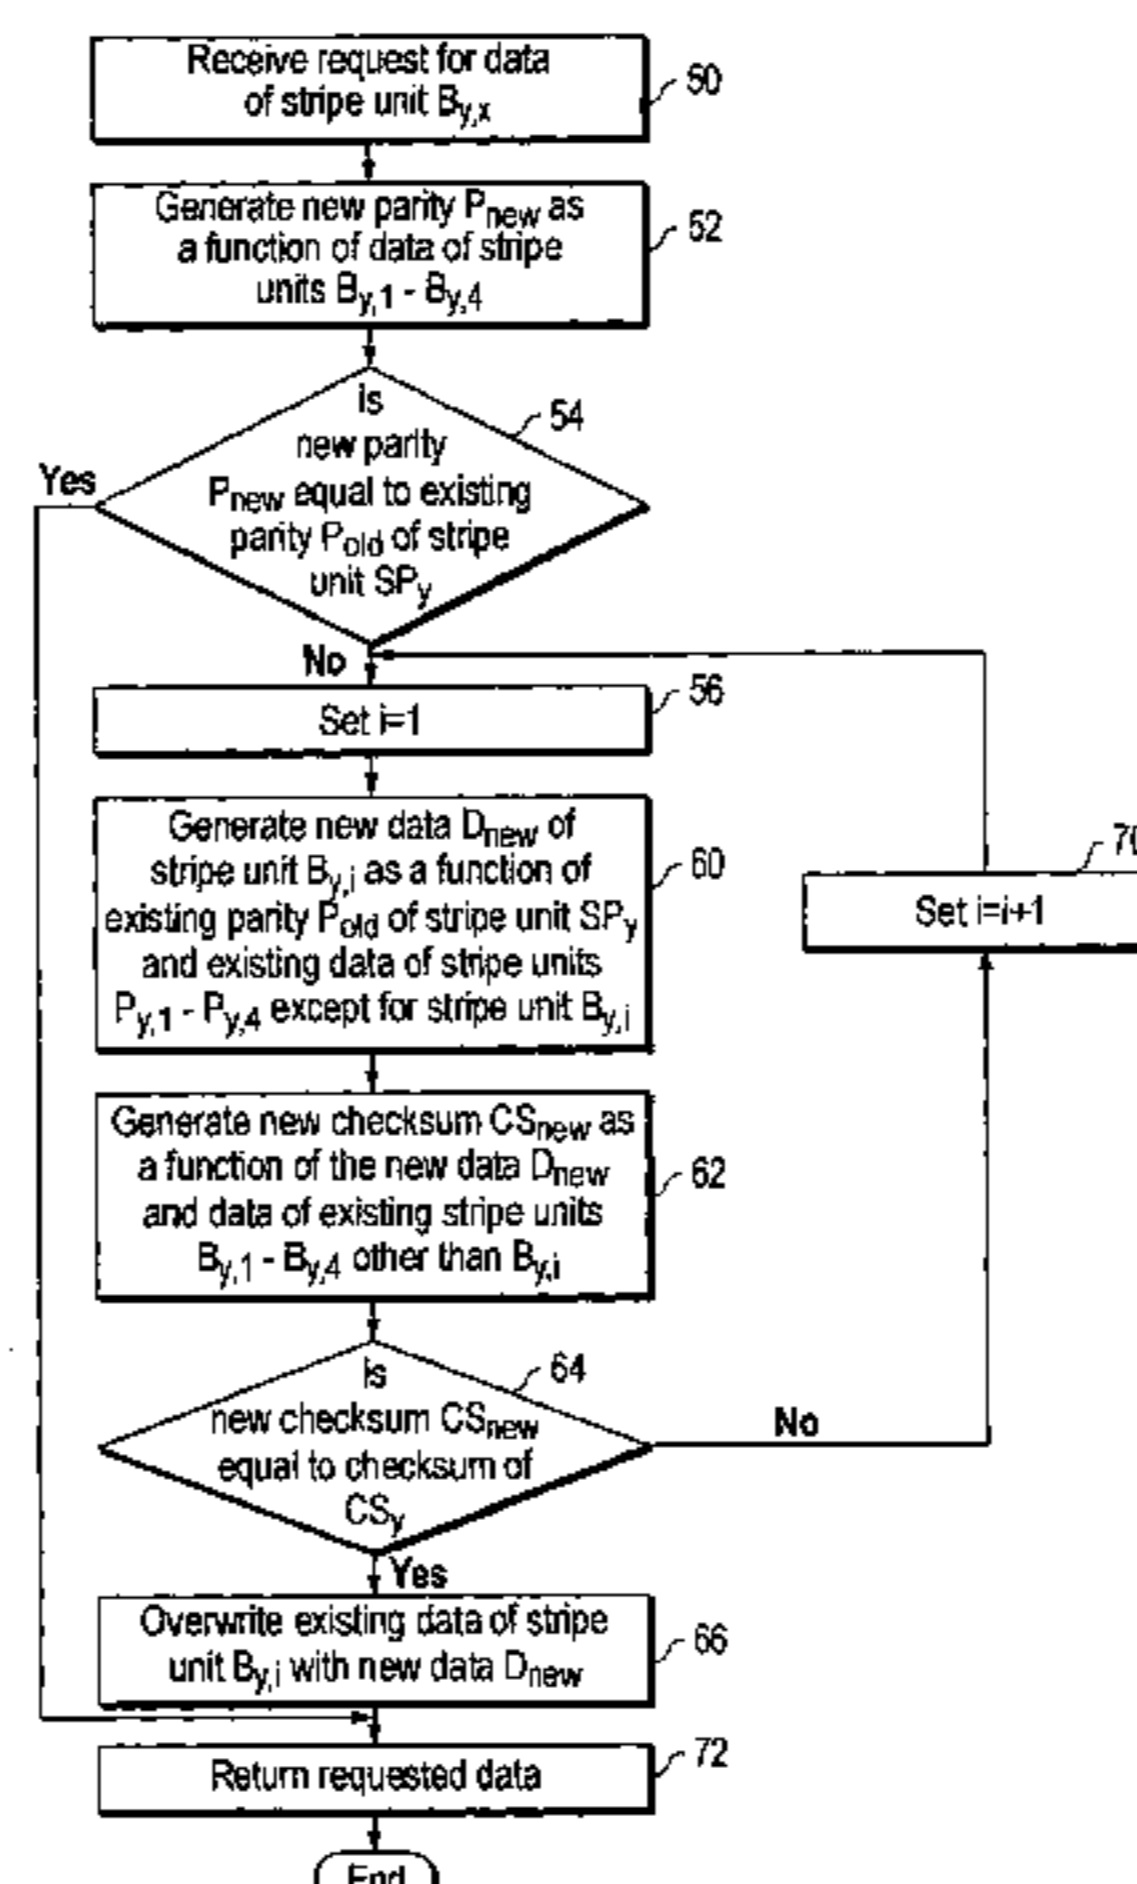 Receive request for data
of stripe unit By,x
50
Generate new parity Pnew as
a function of data of stripe
units By,1 - By,4
52
is
new parity
Pnew equal to existing
parity Pold of stripe
unit SPy
54
Yes
No
Set i=1
56
Generate new data Dnew of
stripe unit By,i as a function of
existing parity Pold of stripe unit SPy
and existing data of stripe units
Py,1 - Py,4 except for stripe unit By,i
60
70
Set i=i+1
Generate new checksum CSnew as
a function of the new data Dnew
and data of existing stripe units
By,1 - By,4 other than By,i
62
is
new checksum CSnew
equal to checksum of
CSy
64
No
Yes
Overwrite existing data of stripe
unit By,i with new data Dnew
66
Return requested data
72
End